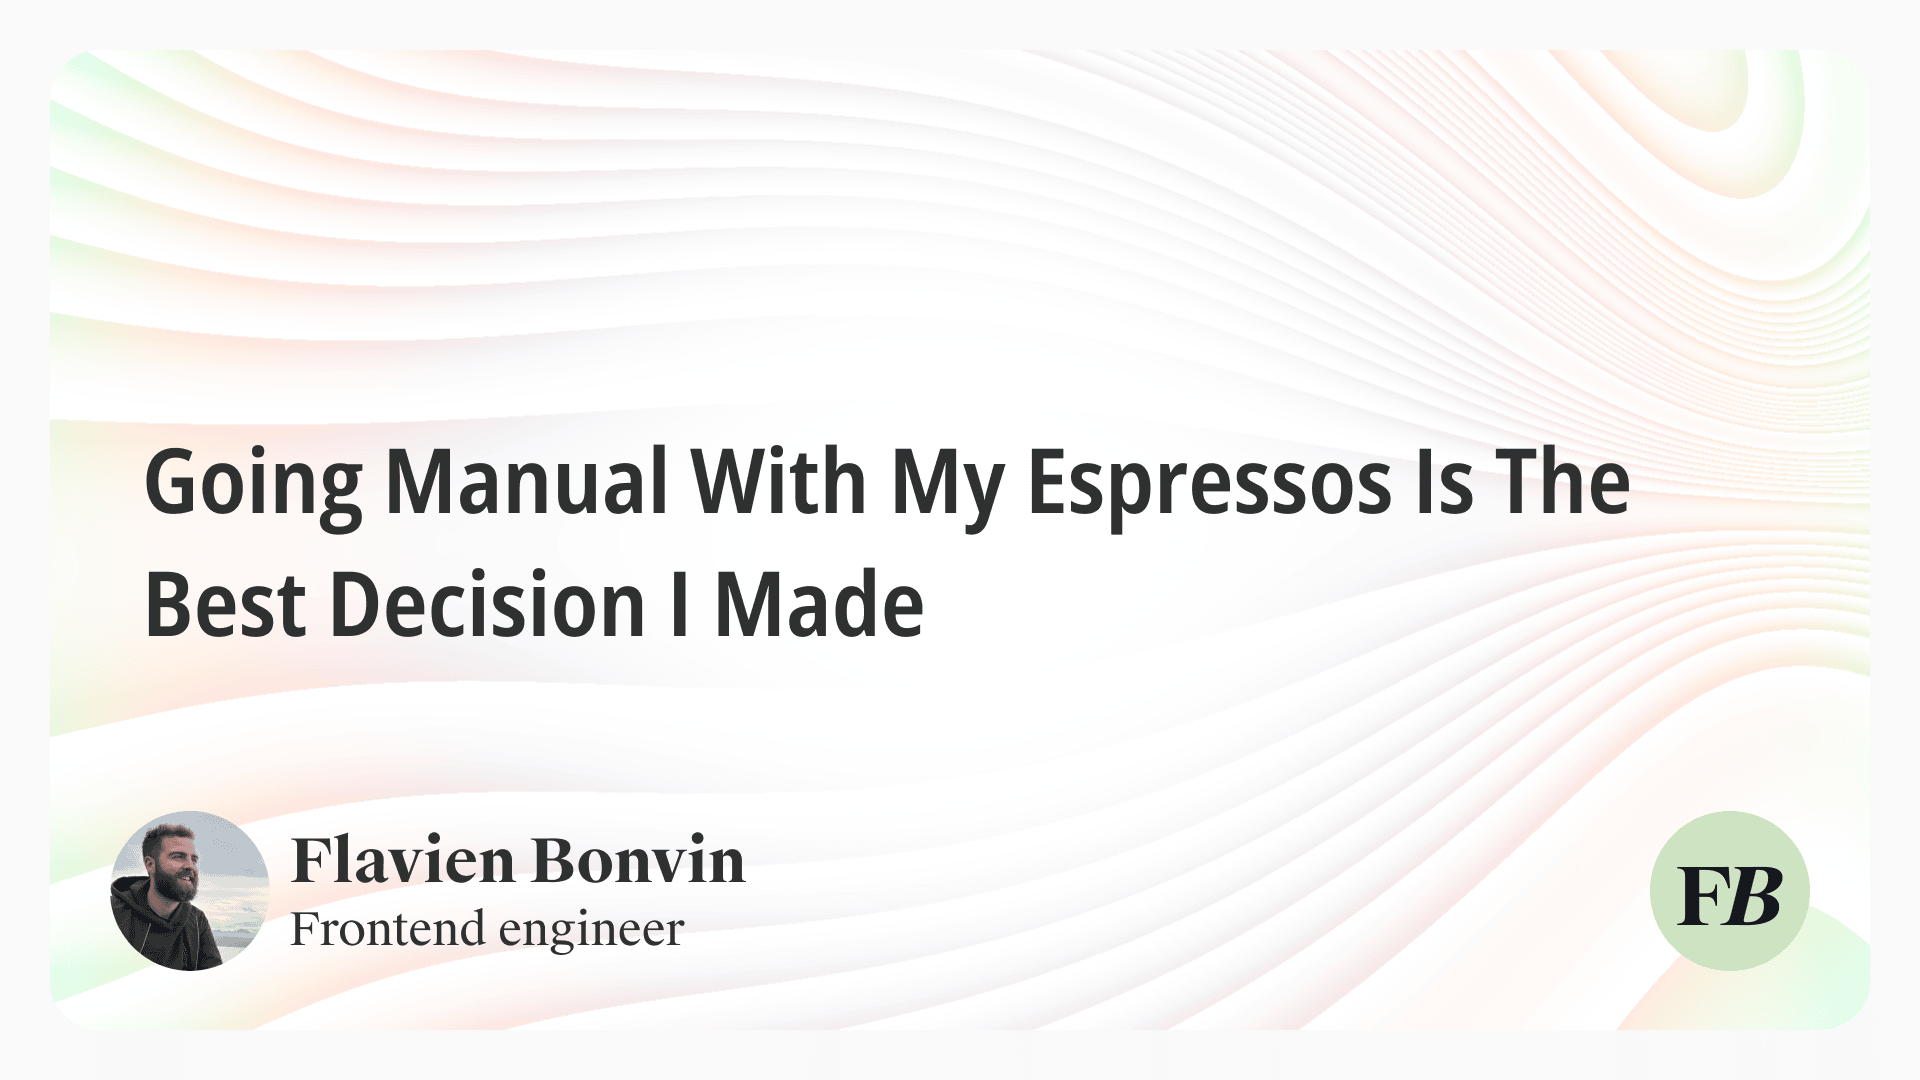 Going Manual With My Espressos Is The
Best Decision I Made
Flavien Bonvin
Frontend engineer
FB